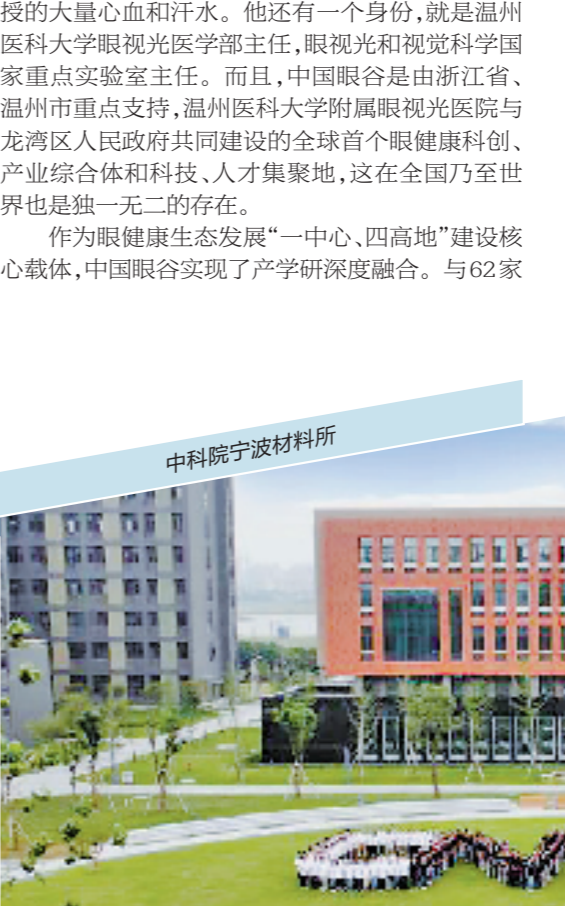 授的大量心血和汗水。他还有一个身份,就是温州
医科大学眼视光医学部主任,眼视光和视觉科学国
家重点实验室主任。而且,中国眼谷是由浙江省、
温州市重点支持,温州医科大学附属眼视光医院与
龙湾区人民政府共同建设的全球首个眼健康科创、
产业综合体和科技、人才集聚地,这在全国乃至世
界也是独一无二的存在。
作为眼健康生态发展“一中心、四高地”建设核
心载体,中国眼谷实现了产学研深度融合。与62家
中科院宁波材料所